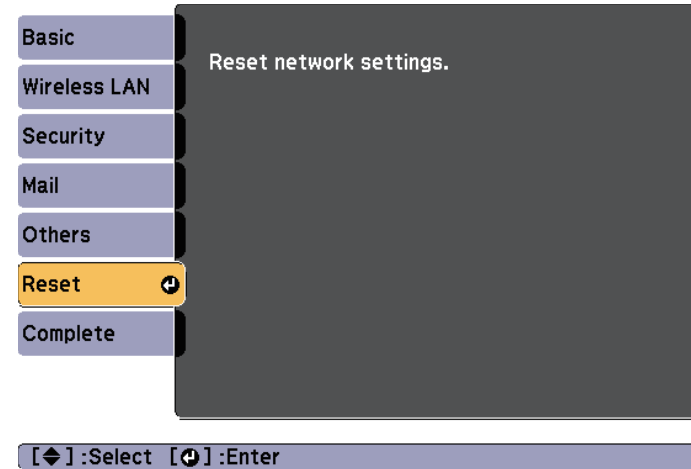 Basic
Reset network settings.
Wireless LAN
Security
Mail
Others
Reset
Complete
[◆] :Select [⏎] :Enter